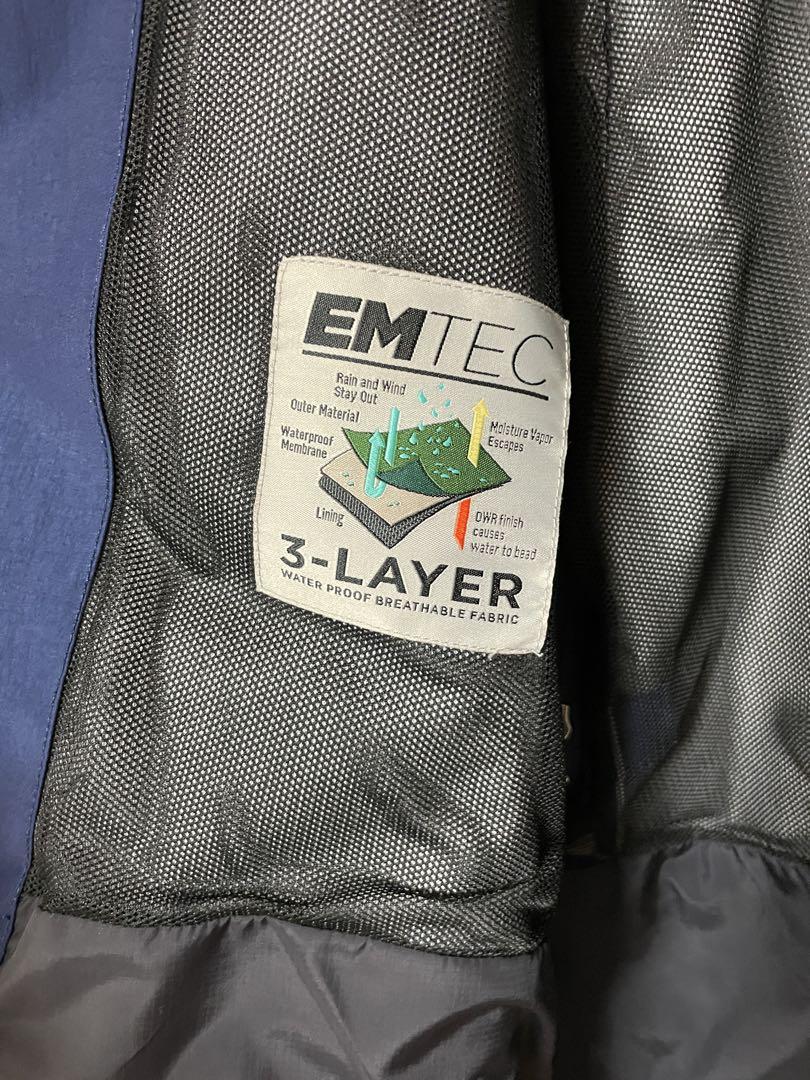 EMTEC
Rain and Wind
Stay Out
Outer Material
Waterproof
Membrane
Moisture Vapor
Escapes
Lining
DWR finish
causes
water to bead
3-LAYER
WATER PROOF BREATHABLE FABRIC